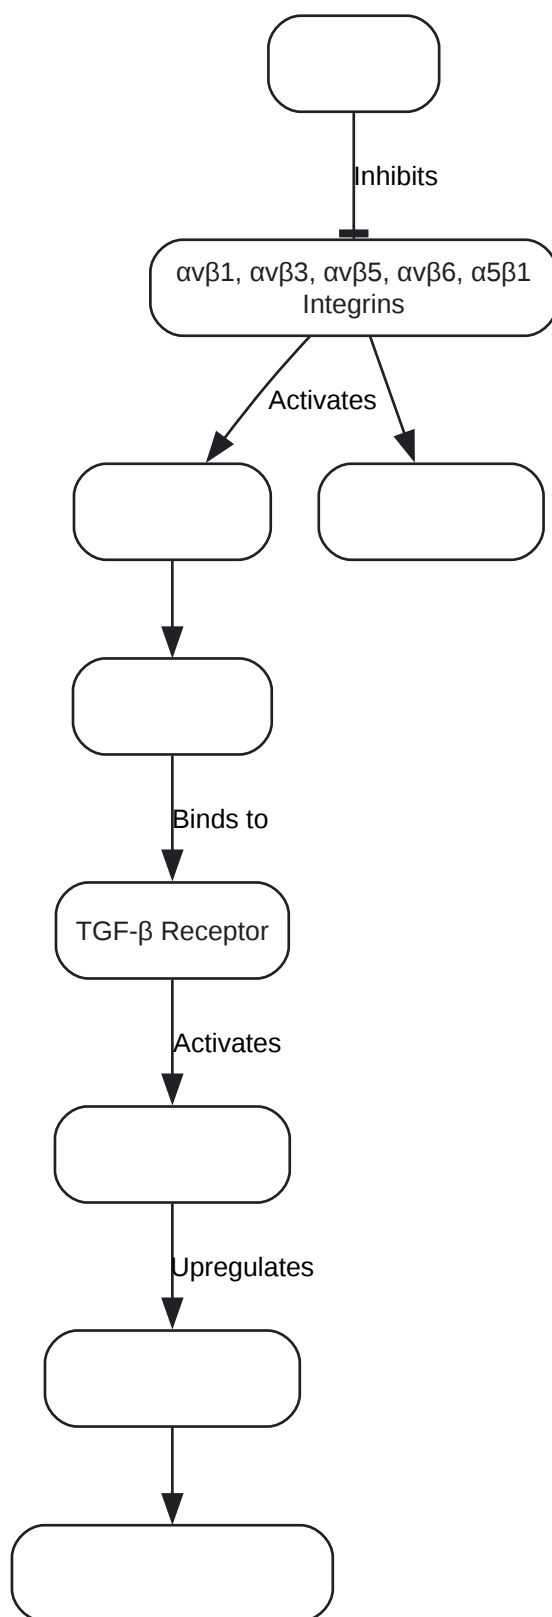 Inhibits
αvβ1, αvβ3, αvβ5, αvβ6, α5β1
Integrins
Activates
Binds to
TGF-β Receptor
Activates
Upregulates